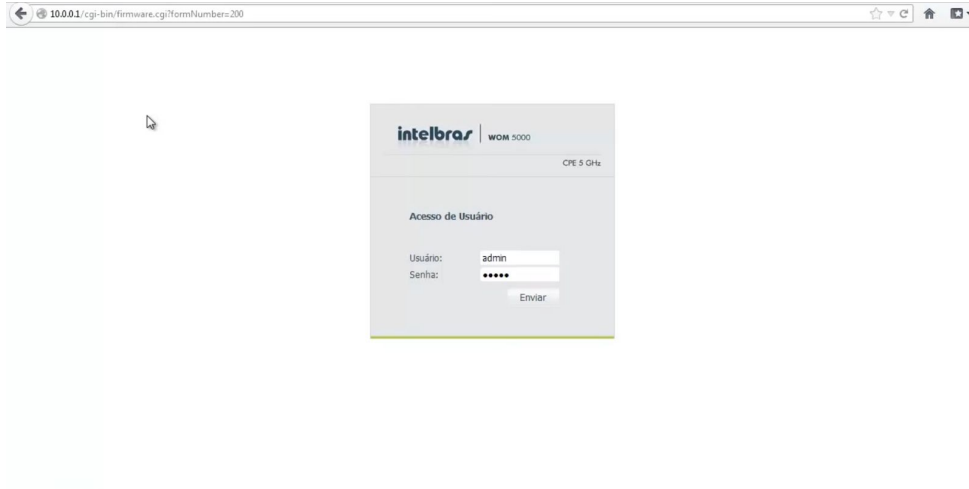 10.0.0.1/cgi-bin/firmware.cgi?formNumber=200
intelbras WOM 5000
CPE 5 GHz
Acesso de Usuário
Usuário: admin
Senha: •••••
Enviar